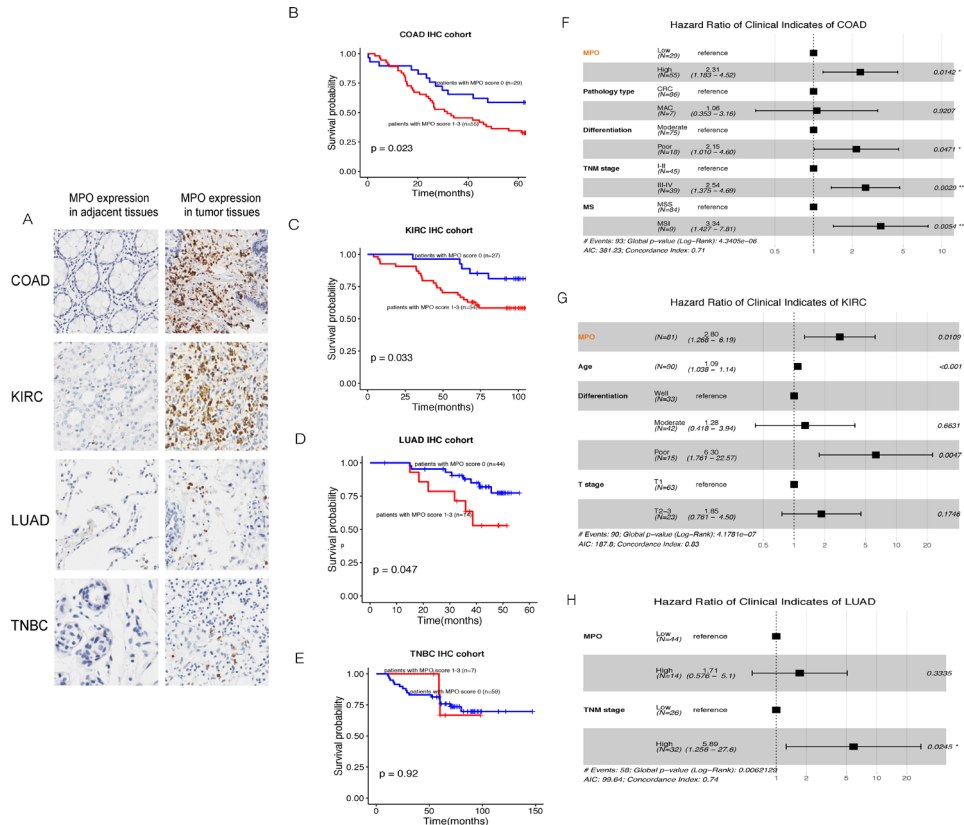 A
MPO expression
in adjacent tissues
MPO expression
in tumor tissues
COAD
KIRC
LUAD
TNBC
B
COAD IHC cohort
Survival probability
1.00
0.75
0.50
0.25
0.00
patients with MPO score 0 (n=29)
patients with MPO score 1-3 (n=55)
p = 0.023
0 20 40 60
Time(months)
C
KIRC IHC cohort
Survival probability
1.00
0.75
0.50
0.25
0.00
patients with MPO score 0 (n=27)
patients with MPO score 1-3 (n=54)
p = 0.033
0 25 50 75 100
Time(months)
D
LUAD IHC cohort
Survival probability
1.00
0.75
0.50
0.25
0.00
patients with MPO score 0 (n=44)
patients with MPO score 1-3 (n=14)
p
p = 0.047
0 10 20 30 40 50 60
Time(months)
E
TNBC IHC cohort
Survival probability
1.00
0.75
0.50
0.25
0.00
patients with MPO score 1-3 (n=7)
patients with MPO score 0 (n=59)
p = 0.92
0 50 100 150
Time(months)
F
Hazard Ratio of Clinical Indicates of COAD
MPO Low (N=29) reference
High (N=55) 2.31 (1.183 – 4.52) 0.0142 *
Pathology type CRC (N=86) reference
MAC (N=7) 1.06 (0.353 – 3.16) 0.9207
Differentiation Moderate (N=75) reference
Poor (N=18) 2.15 (1.010 – 4.60) 0.0471 *
TNM stage I-II (N=45) reference
III-IV (N=39) 2.54 (1.375 – 4.69) 0.0029 **
MS MSS (N=84) reference
MSI (N=9) 3.34 (1.427 – 7.81) 0.0054 **
# Events: 93; Global p-value (Log-Rank): 4.3405e-06
AIC: 381.23; Concordance Index: 0.71
0.5 1 2 5 10
G
Hazard Ratio of Clinical Indicates of KIRC
MPO (N=81) 2.80 (1.268 – 6.19) 0.0109
Age (N=90) 1.09 (1.038 – 1.14) <0.001
Differentiation Well (N=33) reference
Moderate (N=42) 1.28 (0.418 – 3.94) 0.6631
Poor (N=15) 6.30 (1.761 – 22.57) 0.0047
T stage T1 (N=63) reference
T2–3 (N=23) 1.85 (0.761 – 4.50) 0.1746
# Events: 90; Global p-value (Log-Rank): 4.1781e-07
AIC: 187.8; Concordance Index: 0.83
0.5 1 2 5 10 20
H
Hazard Ratio of Clinical Indicates of LUAD
MPO Low (N=44) reference
High (N=14) 1.71 (0.576 – 5.1) 0.3335
TNM stage Low (N=26) reference
High (N=32) 5.89 (1.256 – 27.6) 0.0245 *
# Events: 58; Global p-value (Log-Rank): 0.0062129
AIC: 99.64; Concordance Index: 0.74
1 2 5 10 20